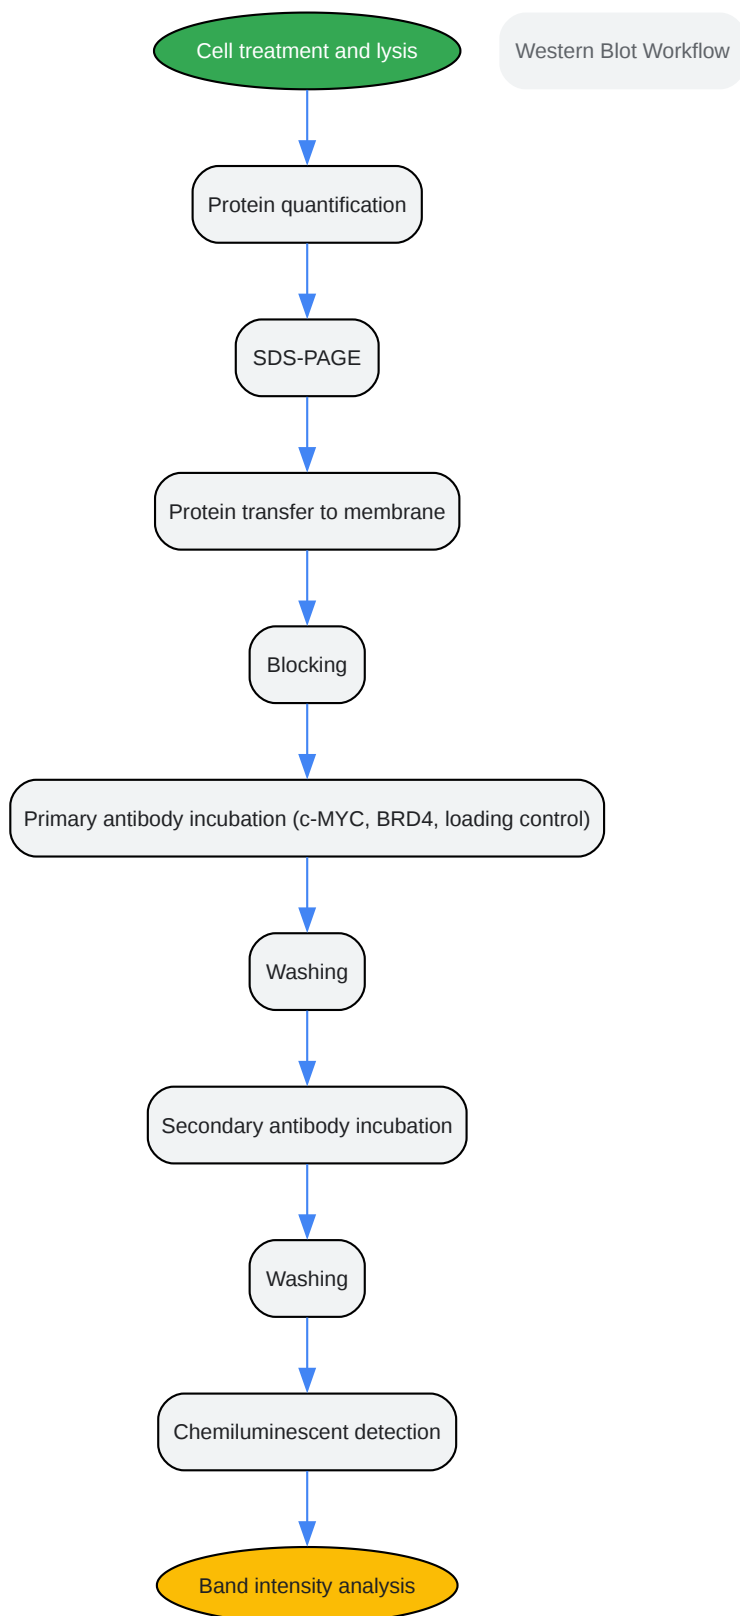 Cell treatment and lysis
Western Blot Workflow
Protein quantification
SDS-PAGE
Protein transfer to membrane
Blocking
Primary antibody incubation (c-MYC, BRD4, loading control)
Washing
Secondary antibody incubation
Washing
Chemiluminescent detection
Band intensity analysis